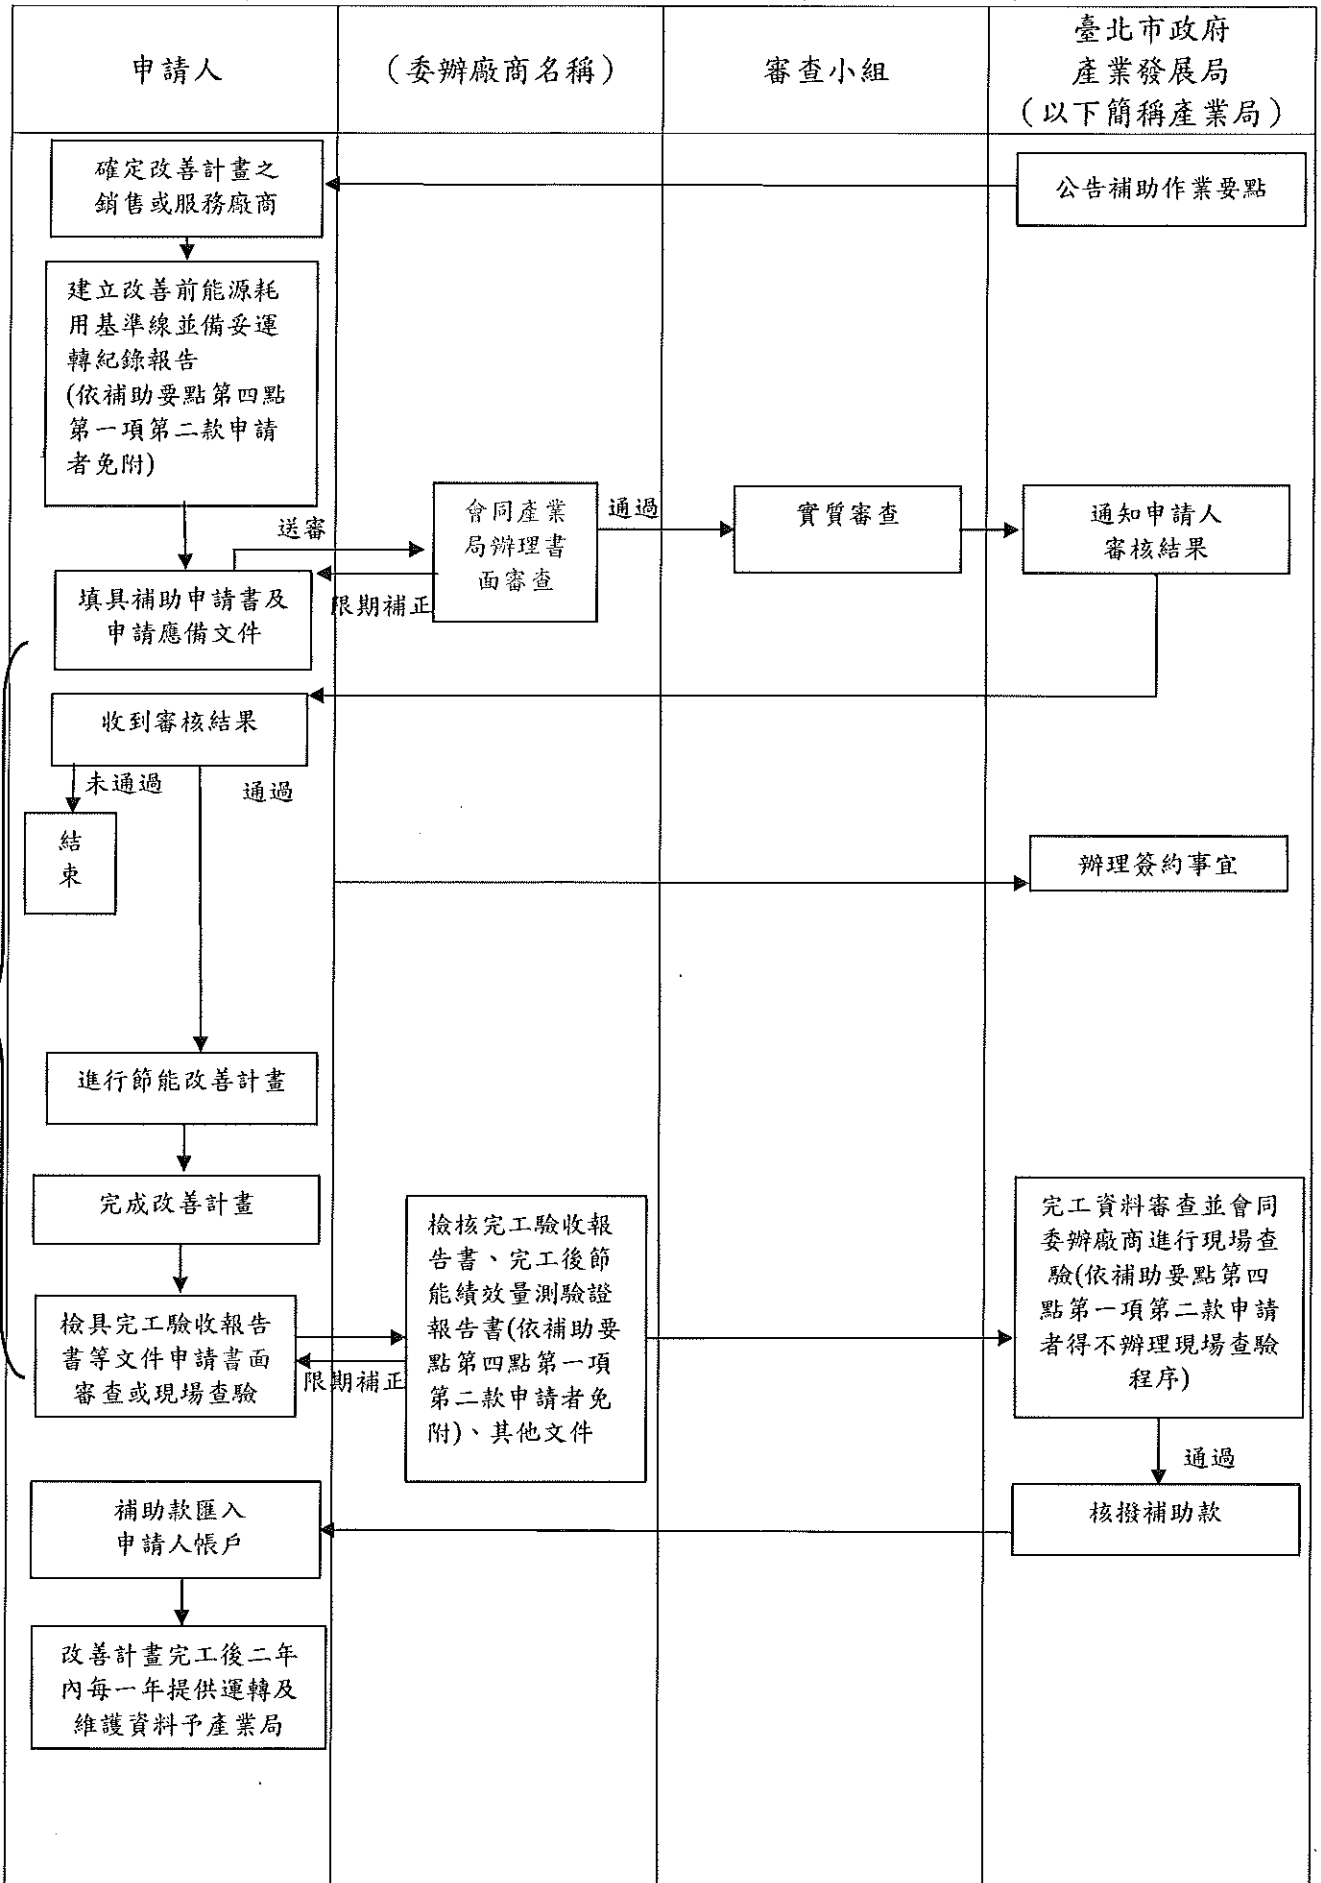 申請人
（委辦廠商名稱）
審查小組
臺北市政府
產業發展局
（以下簡稱產業局）
確定改善計畫之
銷售或服務廠商
公告補助作業要點
建立改善前能源耗
用基準線並備妥運
轉紀錄報告
(依補助要點第四點
第一項第二款申請
者免附)
送審
會同產業
局辦理書
面審查
通過
實質審查
通知申請人
審核結果
限期補正
填具補助申請書及
申請應備文件
收到審核結果
未通過
通過
結
束
辦理簽約事宜
進行節能改善計畫
完成改善計畫
檢具完工驗收報告
書等文件申請書面
審查或現場查驗
限期補正
檢核完工驗收報
告書、完工後節
能績效量測驗證
報告書(依補助要
點第四點第一項
第二款申請者免
附)、其他文件
完工資料審查並會同
委辦廠商進行現場查
驗(依補助要點第四
點第一項第二款申請
者得不辦理現場查驗
程序)
通過
補助款匯入
申請人帳戶
核撥補助款
改善計畫完工後二年
內每一年提供運轉及
維護資料予產業局